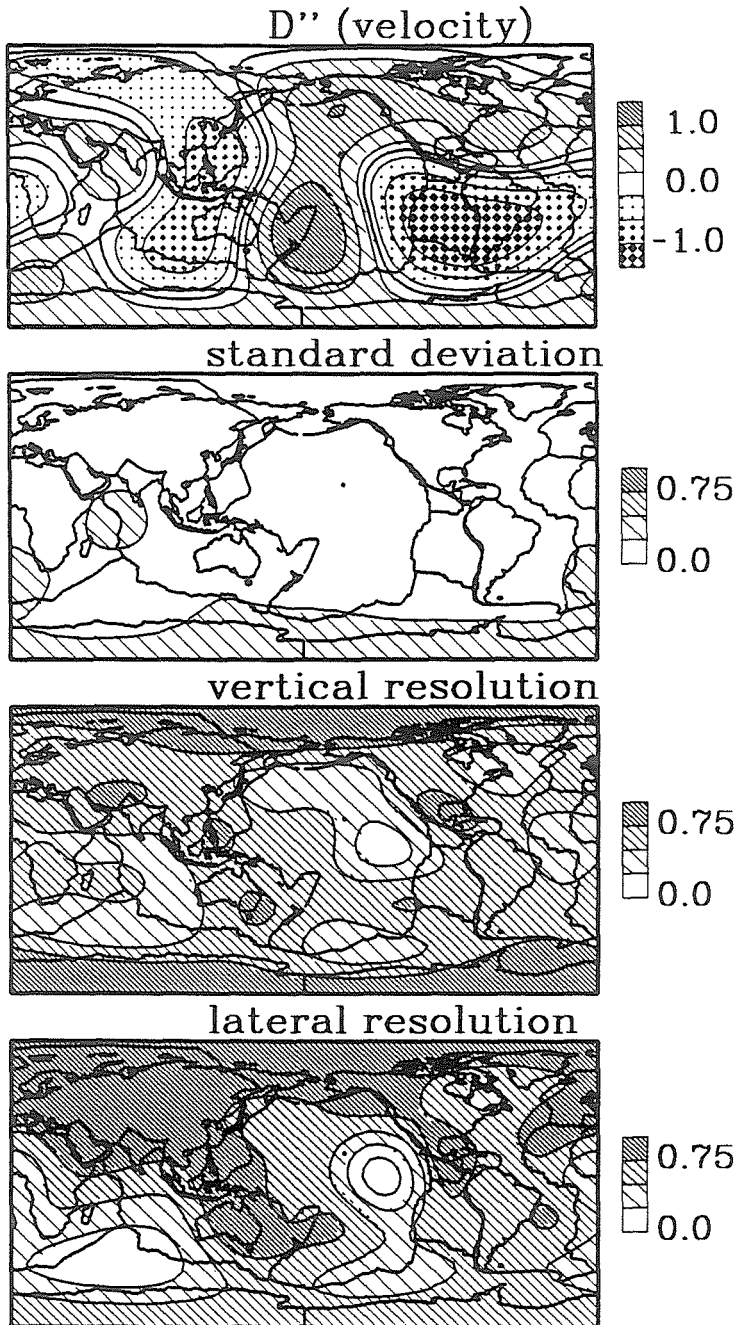 D’’ (velocity)
1.0
0.0
-1.0
standard deviation
0.75
0.0
vertical resolution
0.75
0.0
lateral resolution
0.75
0.0